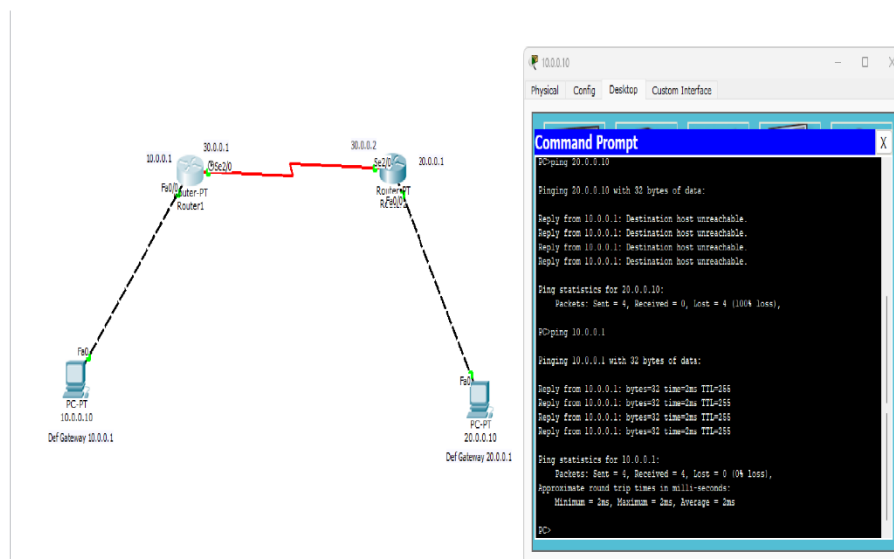 30.0.0.1
10.0.0.1
Se2/0
Fa0/0
Router-PT
Router1
30.0.0.2
Se2/0
20.0.0.1
Router-PT
Fa0/0
Fa0
PC-PT
10.0.0.10
Def Gateway 10.0.0.1
Fa0
PC-PT
20.0.0.10
Def Gateway 20.0.0.1
10.0.0.10
Physical Config Desktop Custom Interface
Command Prompt X
PC>ping 20.0.0.10
Pinging 20.0.0.10 with 32 bytes of data:
Reply from 10.0.0.1: Destination host unreachable.
Reply from 10.0.0.1: Destination host unreachable.
Reply from 10.0.0.1: Destination host unreachable.
Reply from 10.0.0.1: Destination host unreachable.
Ping statistics for 20.0.0.10:
Packets: Sent = 4, Received = 0, Lost = 4 (100% loss),
PC>ping 10.0.0.1
Pinging 10.0.0.1 with 32 bytes of data:
Reply from 10.0.0.1: bytes=32 time=2ms TTL=255
Reply from 10.0.0.1: bytes=32 time=2ms TTL=255
Reply from 10.0.0.1: bytes=32 time=2ms TTL=255
Reply from 10.0.0.1: bytes=32 time=2ms TTL=255
Ping statistics for 10.0.0.1:
Packets: Sent = 4, Received = 4, Lost = 0 (0% loss),
Approximate round trip times in milli-seconds:
Minimum = 2ms, Maximum = 2ms, Average = 2ms
PC>